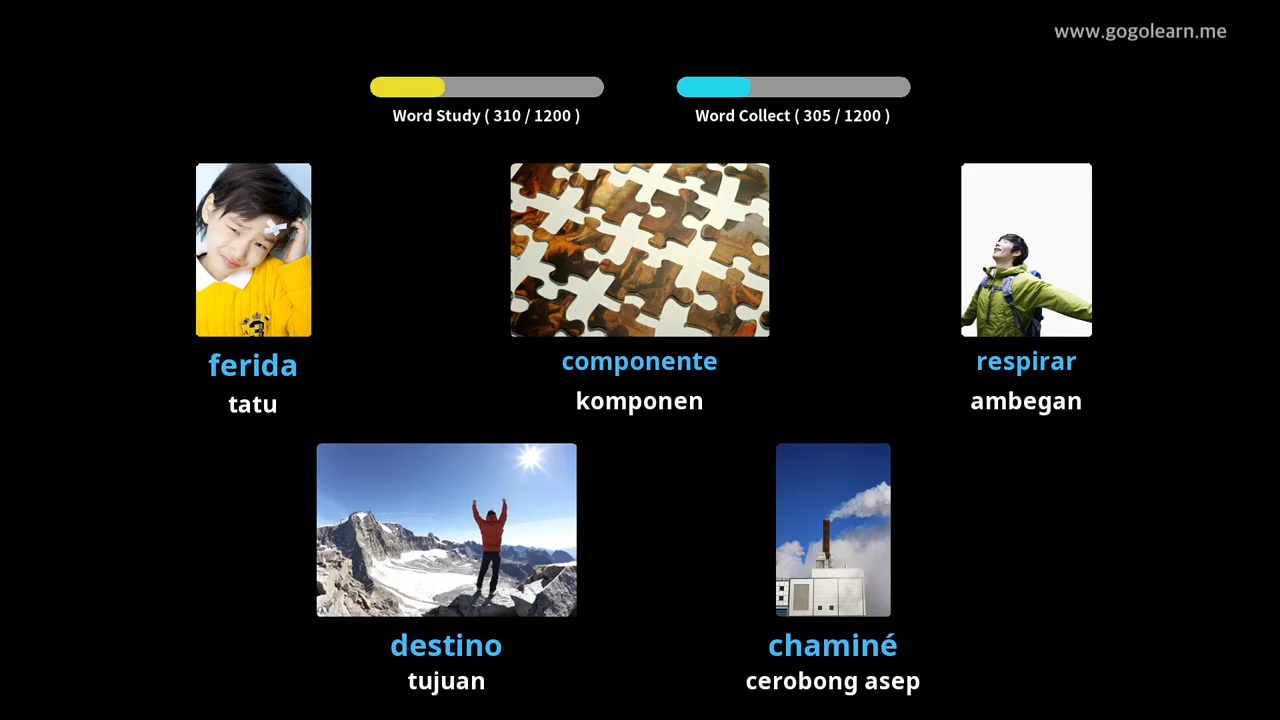 www.gogolearn.me
Word Study ( 310 / 1200 )
Word Collect ( 305 / 1200 )
3
ferida
componente
respirar
tatu
komponen
ambegan
destino
chaminé
tujuan
cerobong asep